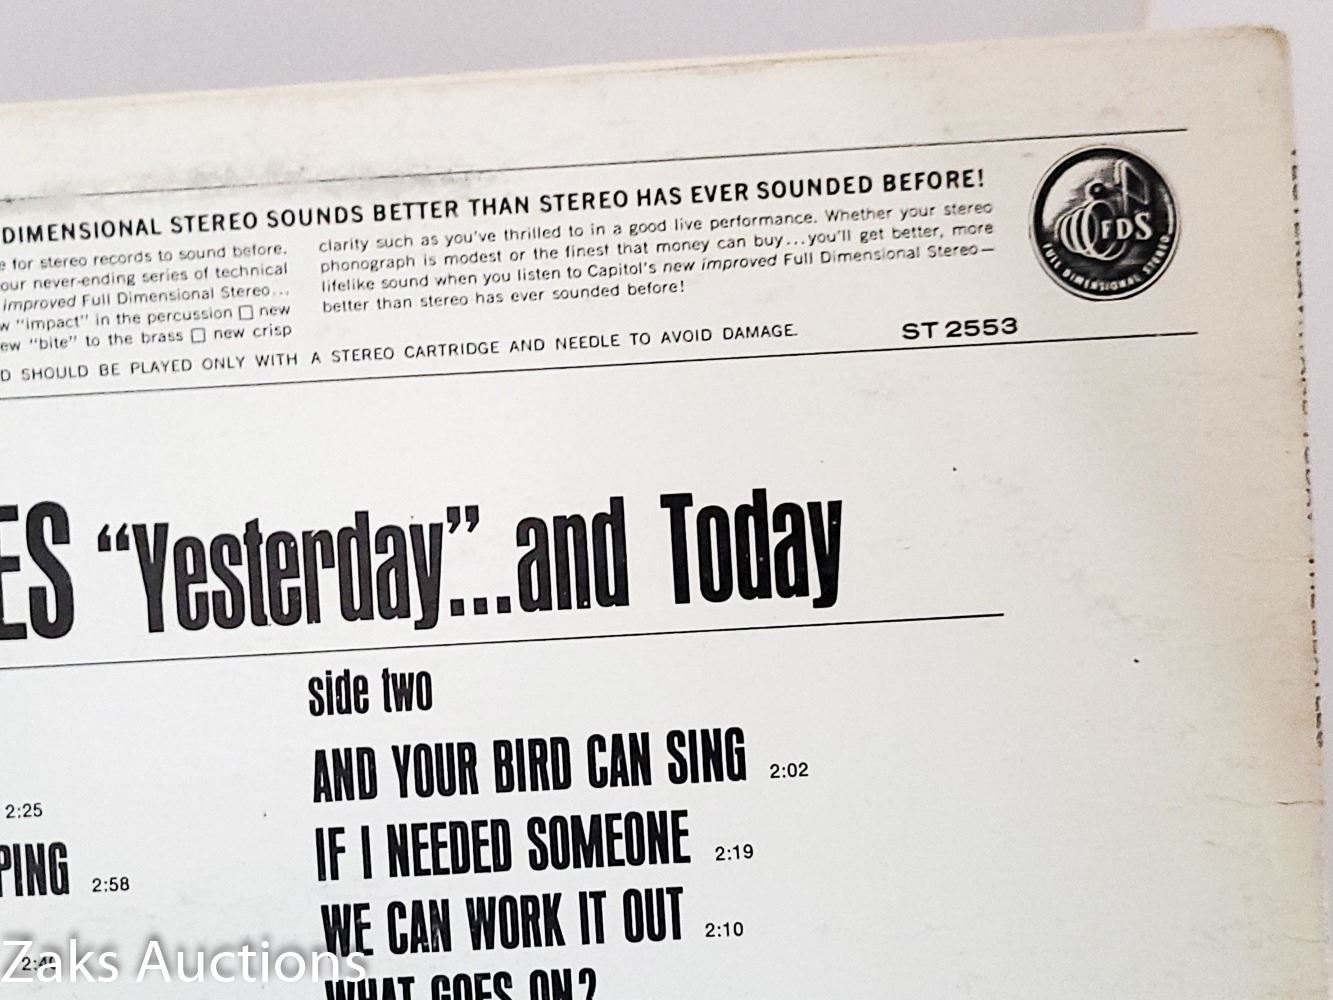 DIMENSIONAL STEREO SOUNDS BETTER THAN STEREO HAS EVER SOUNDED BEFORE!
e for stereo records to sound before.
our never-ending series of technical
improved Full Dimensional Stereo...
w "impact" in the percussion □ new
ew "bite" to the brass □ new crisp
clarity such as you've thrilled to in a good live performance. Whether your stereo
phonograph is modest or the finest that money can buy...you'll get better, more
lifelike sound when you listen to Capitol's new improved Full Dimensional Stereo—
better than stereo has ever sounded before!
D SHOULD BE PLAYED ONLY WITH A STEREO CARTRIDGE AND NEEDLE TO AVOID DAMAGE.
ST 2553
FDS
FULL DIMENSIONAL STEREO
ES "Yesterday"...and Today
2:25
PING 2:58
2:40
side two
AND YOUR BIRD CAN SING 2:02
IF I NEEDED SOMEONE 2:19
WE CAN WORK IT OUT 2:10
WHAT GOES ON?
Zaks Auctions